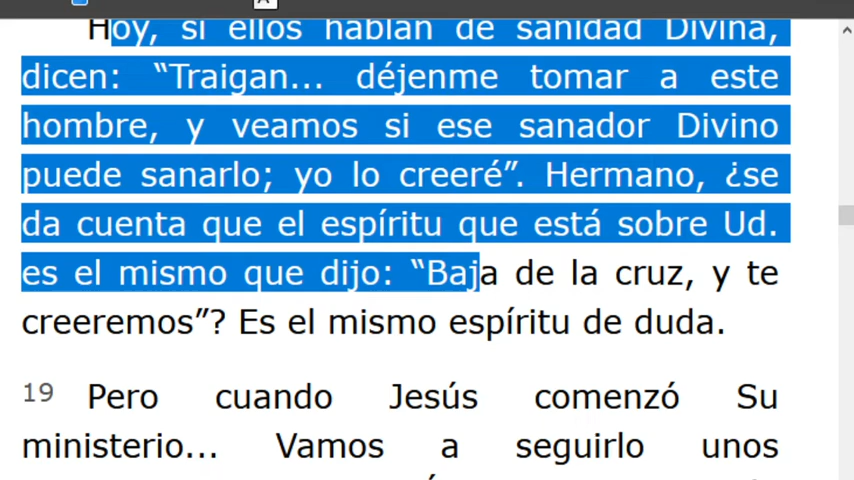 Hoy, si ellos hablan de sanidad Divina,
dicen: “Traigan... déjenme tomar a este
hombre, y veamos si ese sanador Divino
puede sanarlo; yo lo creeré”. Hermano, ¿se
da cuenta que el espíritu que está sobre Ud.
es el mismo que dijo: “Baja de la cruz, y te
creeremos”? Es el mismo espíritu de duda.
19 Pero cuando Jesús comenzó Su
ministerio... Vamos a seguirlo unos